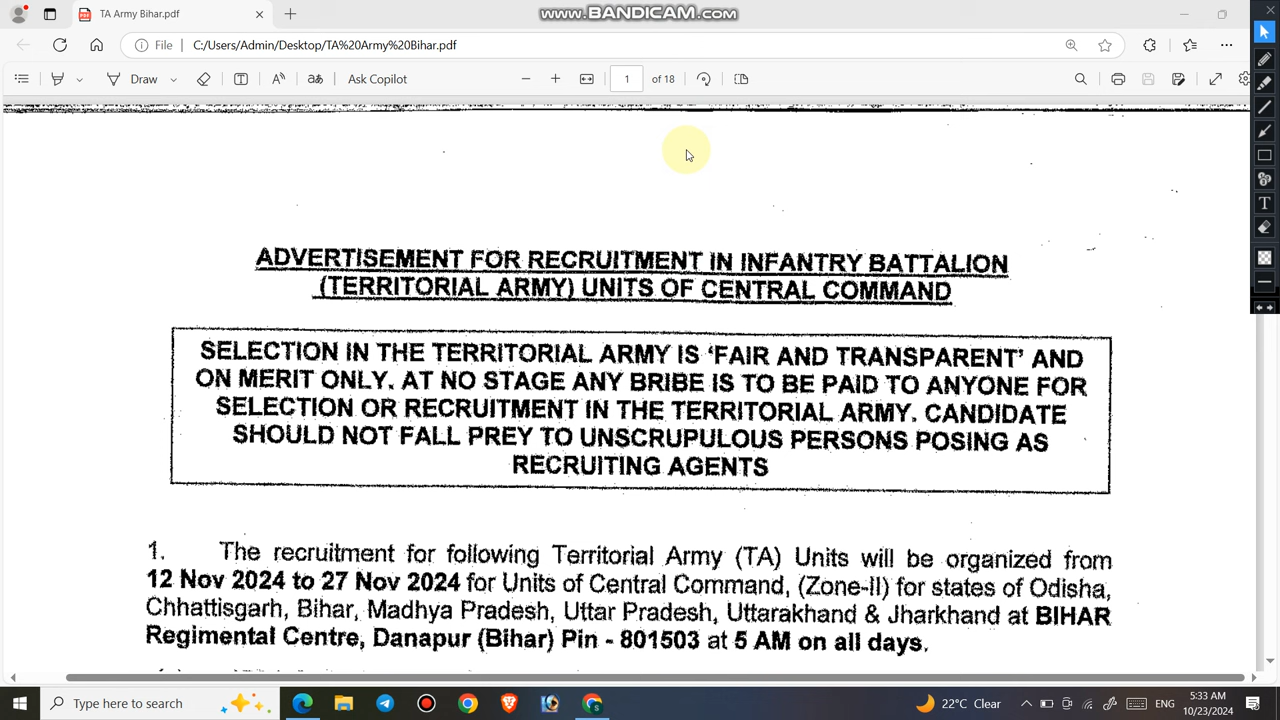 www.BANDICAM.com
TA Army Bihar.pdf
File
C:/Users/Admin/Desktop/TA%20Army%20Bihar.pdf
Draw
Ask Copilot
1 of 18
ADVERTISEMENT FOR RECRUITMENT IN INFANTRY BATTALION
(TERRITORIAL ARMY) UNITS OF CENTRAL COMMAND
SELECTION IN THE TERRITORIAL ARMY IS ‘FAIR AND TRANSPARENT’ AND
ON MERIT ONLY. AT NO STAGE ANY BRIBE IS TO BE PAID TO ANYONE FOR
SELECTION OR RECRUITMENT IN THE TERRITORIAL ARMY. CANDIDATE
SHOULD NOT FALL PREY TO UNSCRUPULOUS PERSONS POSING AS
RECRUITING AGENTS
1. The recruitment for following Territorial Army (TA) Units will be organized from
12 Nov 2024 to 27 Nov 2024 for Units of Central Command, (Zone-II) for states of Odisha,
Chhattisgarh, Bihar, Madhya Pradesh, Uttar Pradesh, Uttarakhand & Jharkhand at BIHAR
Regimental Centre, Danapur (Bihar) Pin - 801503 at 5 AM on all days.
Type here to search
22°C Clear
ENG
5:33 AM
10/23/2024